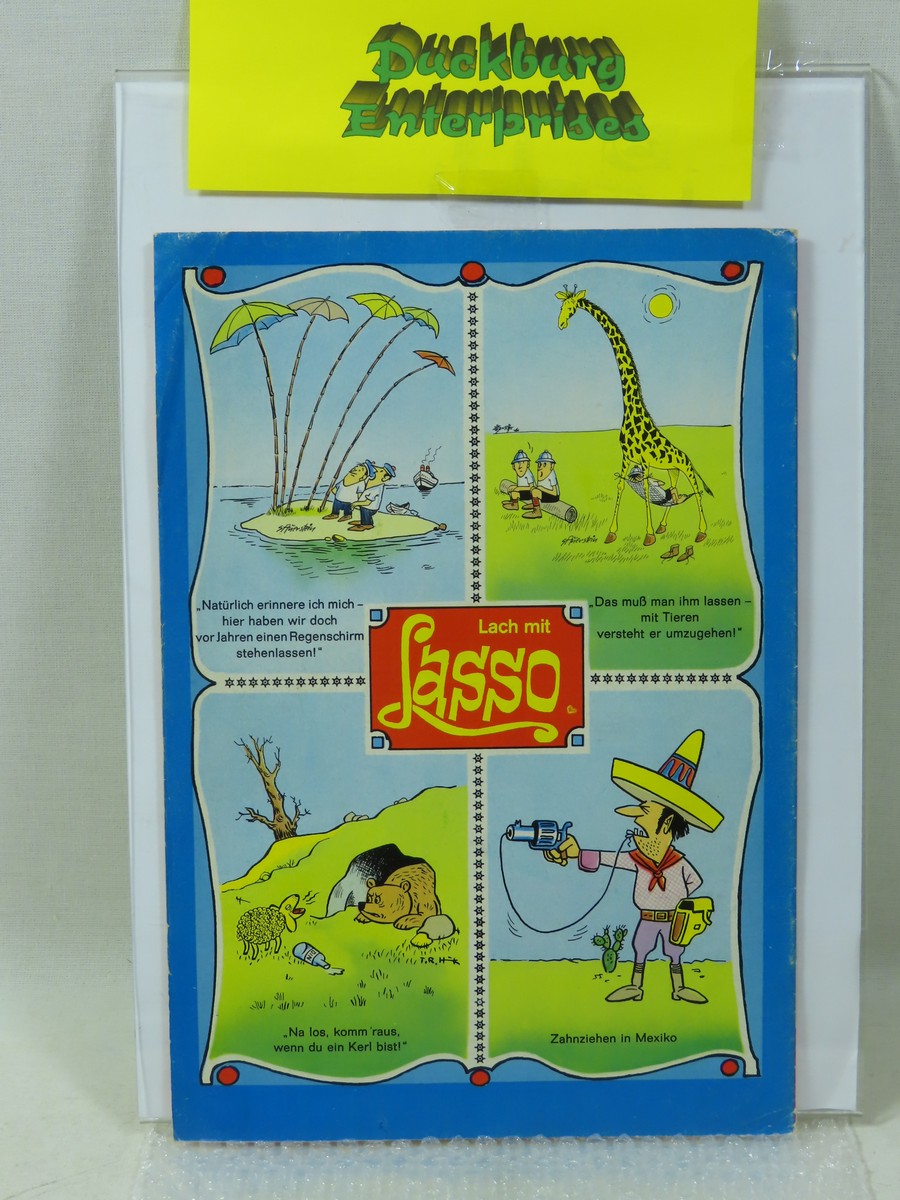 Duckburg
Enterprises
„Natürlich erinnere ich mich –
hier haben wir doch
vor Jahren einen Regenschirm
stehenlassen!“
„Das muß man ihm lassen –
mit Tieren
versteht er umzugehen!“
Lach mit
Lasso
GIN
T.R.H-K
„Na los, komm 'raus,
wenn du ein Kerl bist!“
Zahnziehen in Mexiko